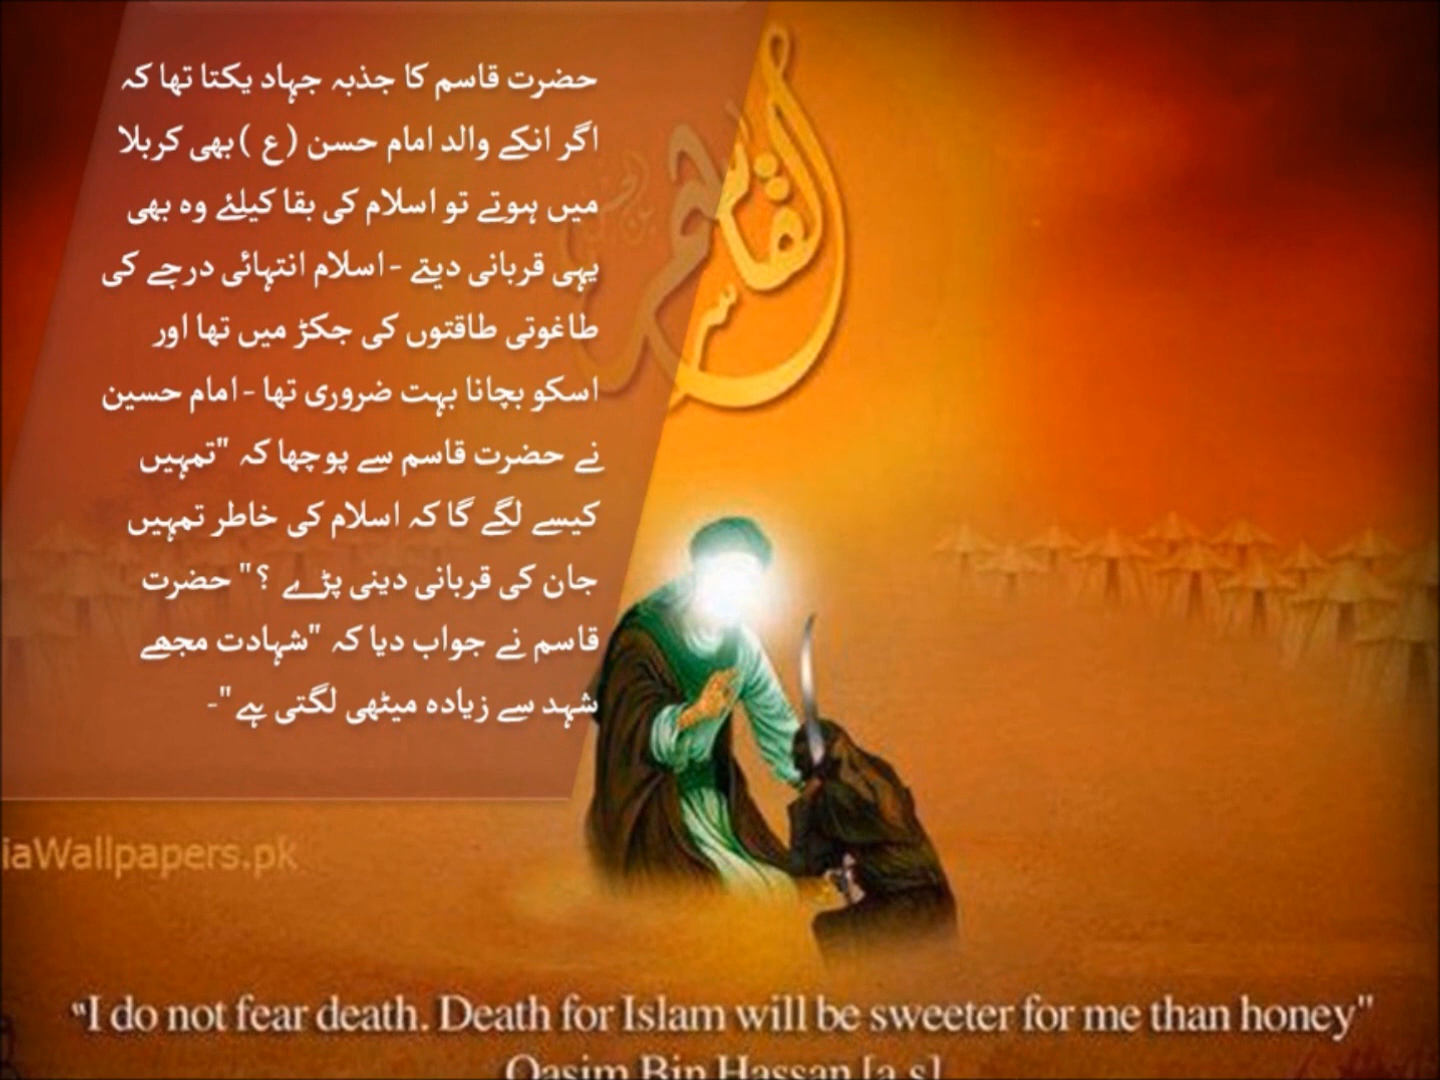 حضرت قاسم کا جذبہ جہاد یکتا تھا کہ
اگر انکے والد امام حسن (ع) بھی کربلا
میں ہوتے تو اسلام کی بقا کیلئے وہ بھی
یہی قربانی دیتے - اسلام انتہائی درجے کی
طاغوتی طاقتوں کی جکڑ میں تھا اور
اسکو بچانا بہت ضروری تھا - امام حسین
نے حضرت قاسم سے پوچھا کہ "تمہیں
کیسے لگے گا کہ اسلام کی خاطر تمہیں
جان کی قربانی دینی پڑے ؟" حضرت
قاسم نے جواب دیا کہ "شہادت مجھے
شہد سے زیادہ میٹھی لگتی ہے"-
القاسم
iaWallpapers.pk
"I do not fear death. Death for Islam will be sweeter for me than honey"
Qasim Bin Hassan [a.s]